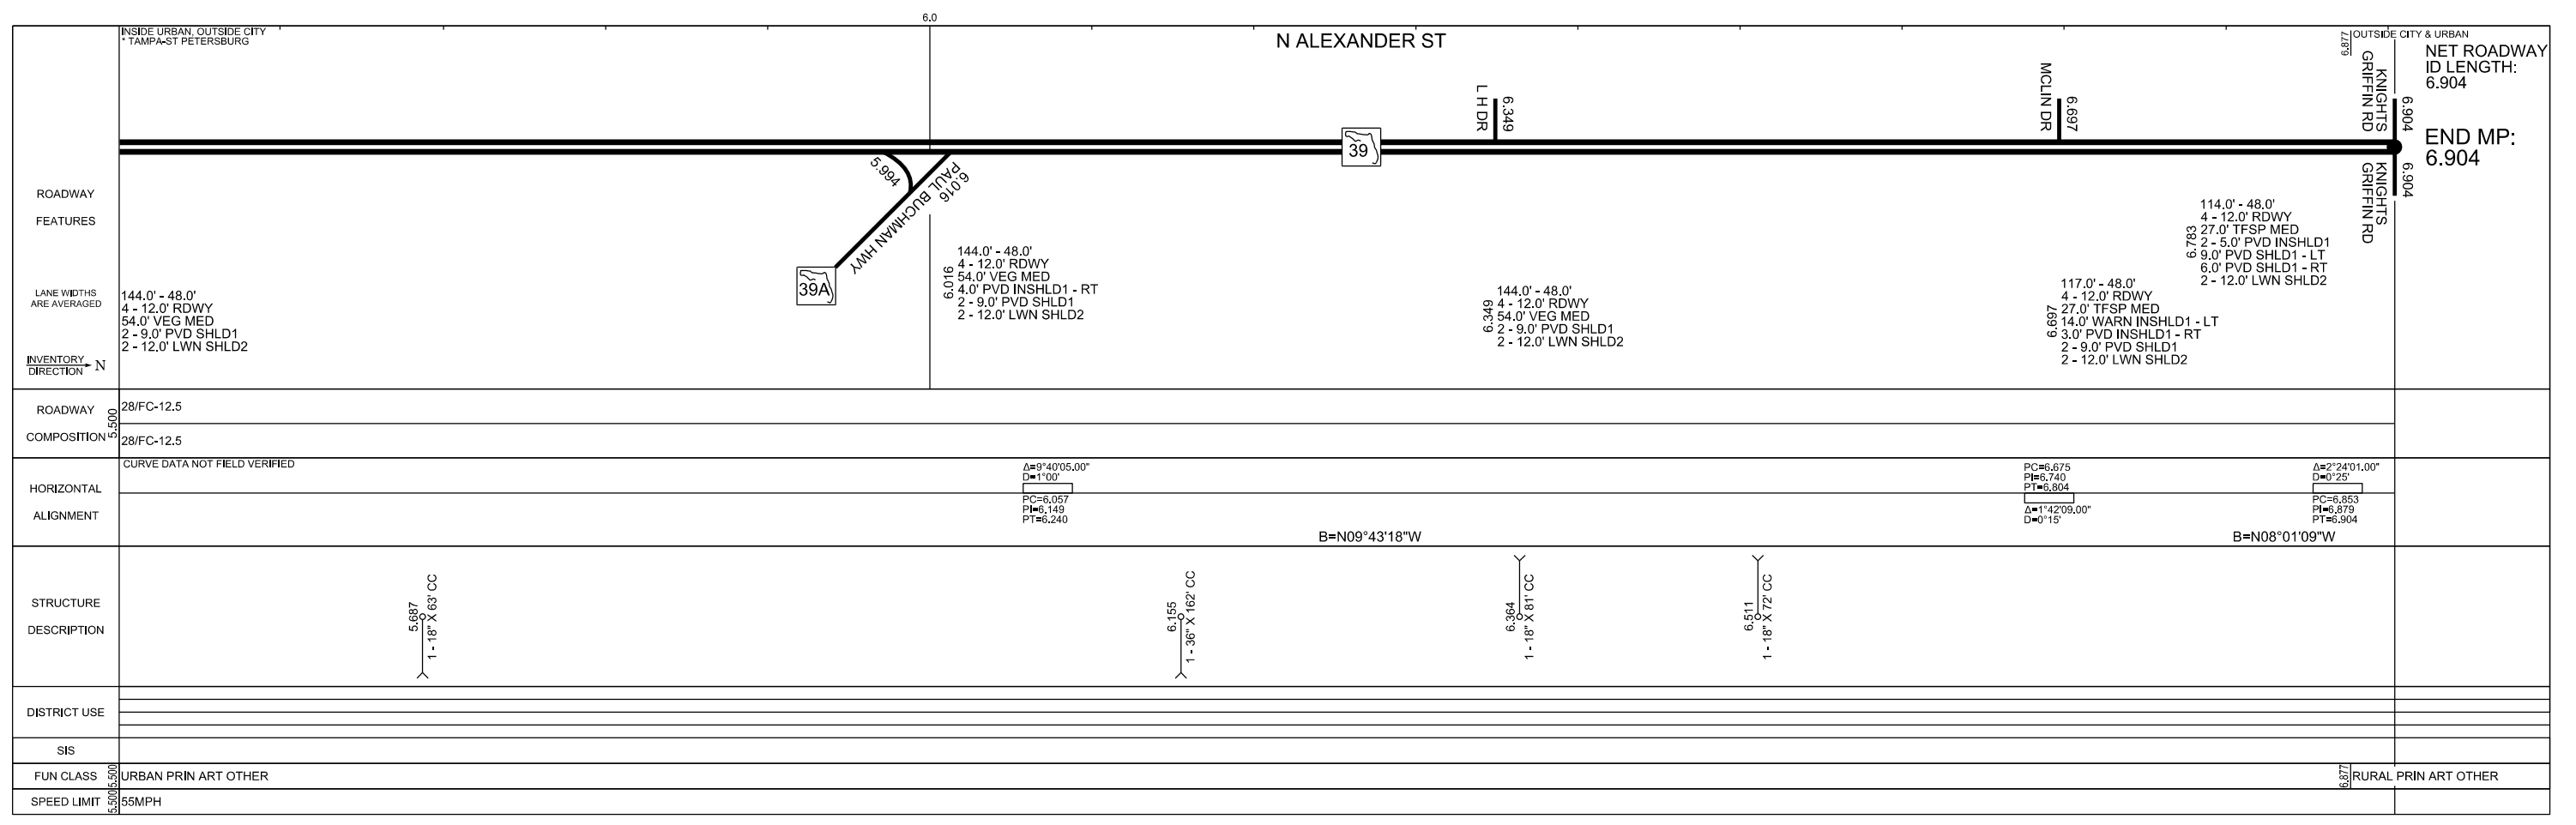 6.0
INSIDE URBAN, OUTSIDE CITY
* TAMPA-ST PETERSBURG
N ALEXANDER ST
6.877
OUTSIDE CITY & URBAN
NET ROADWAY
ID LENGTH:
6.904
L H DR
6.349
MCLIN DR
6.697
KNIGHTS
GRIFFIN RD
6.904
39
END MP:
6.904
5.994
6.016
PAUL BUCHMAN HWY
39A
KNIGHTS
GRIFFIN RD
6.904
ROADWAY
FEATURES
LANE WIDTHS
ARE AVERAGED
INVENTORY
DIRECTION
N
144.0' - 48.0'
4 - 12.0' RDWY
54.0' VEG MED
2 - 9.0' PVD SHLD1
2 - 12.0' LWN SHLD2
6.016
144.0' - 48.0'
4 - 12.0' RDWY
54.0' VEG MED
4.0' PVD INSHLD1 - RT
2 - 9.0' PVD SHLD1
2 - 12.0' LWN SHLD2
6.349
144.0' - 48.0'
4 - 12.0' RDWY
54.0' VEG MED
2 - 9.0' PVD SHLD1
2 - 12.0' LWN SHLD2
6.697
117.0' - 48.0'
4 - 12.0' RDWY
27.0' TFSP MED
14.0' WARN INSHLD1 - LT
3.0' PVD INSHLD1 - RT
2 - 9.0' PVD SHLD1
2 - 12.0' LWN SHLD2
6.783
114.0' - 48.0'
4 - 12.0' RDWY
27.0' TFSP MED
2 - 5.0' PVD INSHLD1
9.0' PVD SHLD1 - LT
6.0' PVD SHLD1 - RT
2 - 12.0' LWN SHLD2
ROADWAY
COMPOSITION
5.500
28/FC-12.5
28/FC-12.5
HORIZONTAL
ALIGNMENT
CURVE DATA NOT FIELD VERIFIED
Δ=9°40'05.00"
D=1°00'
PC=6.057
PI=6.149
PT=6.240
B=N09°43'18"W
PC=6.675
PI=6.740
PT=6.804
Δ=1°42'09.00"
D=0°15'
B=N08°01'09"W
Δ=2°24'01.00"
D=0°25'
PC=6.853
PI=6.879
PT=6.904
STRUCTURE
DESCRIPTION
5.687
1 - 18" X 63' CC
6.155
1 - 36" X 162' CC
6.364
1 - 18" X 81' CC
6.511
1 - 18" X 72' CC
DISTRICT USE
SIS
FUN CLASS
5.500
URBAN PRIN ART OTHER
6.877
RURAL PRIN ART OTHER
SPEED LIMIT
5.500
55MPH